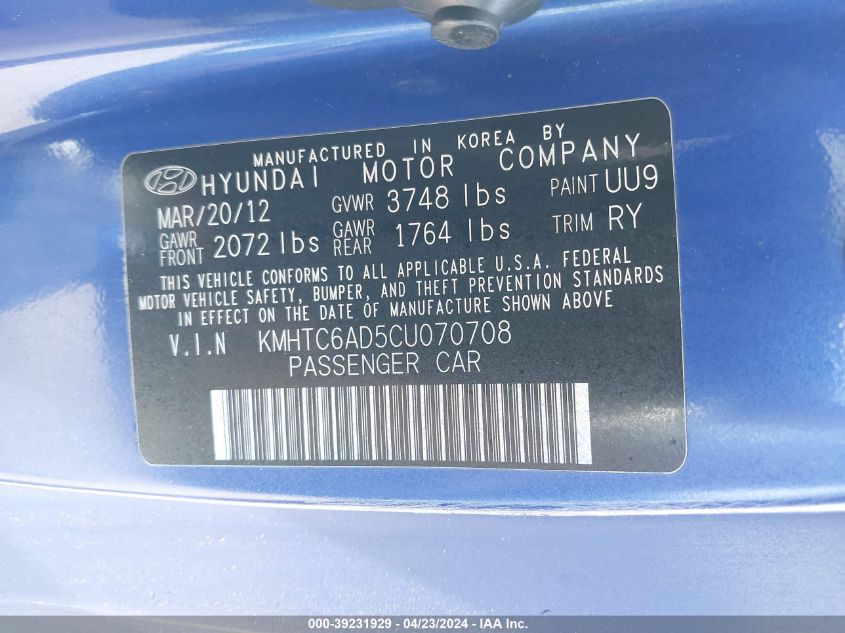 MANUFACTURED IN KOREA BY
HYUNDAI MOTOR COMPANY
MAR/20/12 GVWR 3748 lbs PAINT UU9
GAWR FRONT 2072 lbs GAWR REAR 1764 lbs TRIM RY
THIS VEHICLE CONFORMS TO ALL APPLICABLE U.S.A. FEDERAL
MOTOR VEHICLE SAFETY, BUMPER, AND THEFT PREVENTION STANDARDS
IN EFFECT ON THE DATE OF MANUFACTURE SHOWN ABOVE
V.I.N KMHTC6AD5CU070708
PASSENGER CAR
000-39231929 - 04/23/2024 - IAA Inc.